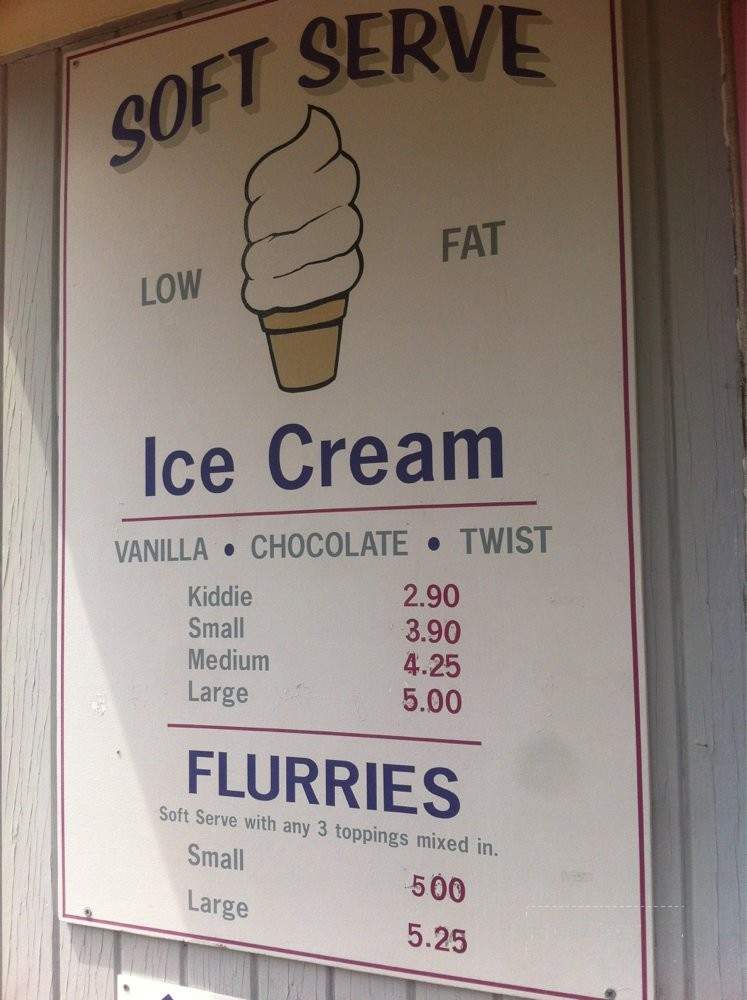 SOFT SERVE
LOW FAT
Ice Cream
VANILLA • CHOCOLATE • TWIST
Kiddie 2.90
Small 3.90
Medium 4.25
Large 5.00
FLURRIES
Soft Serve with any 3 toppings mixed in.
Small 500
Large 5.25